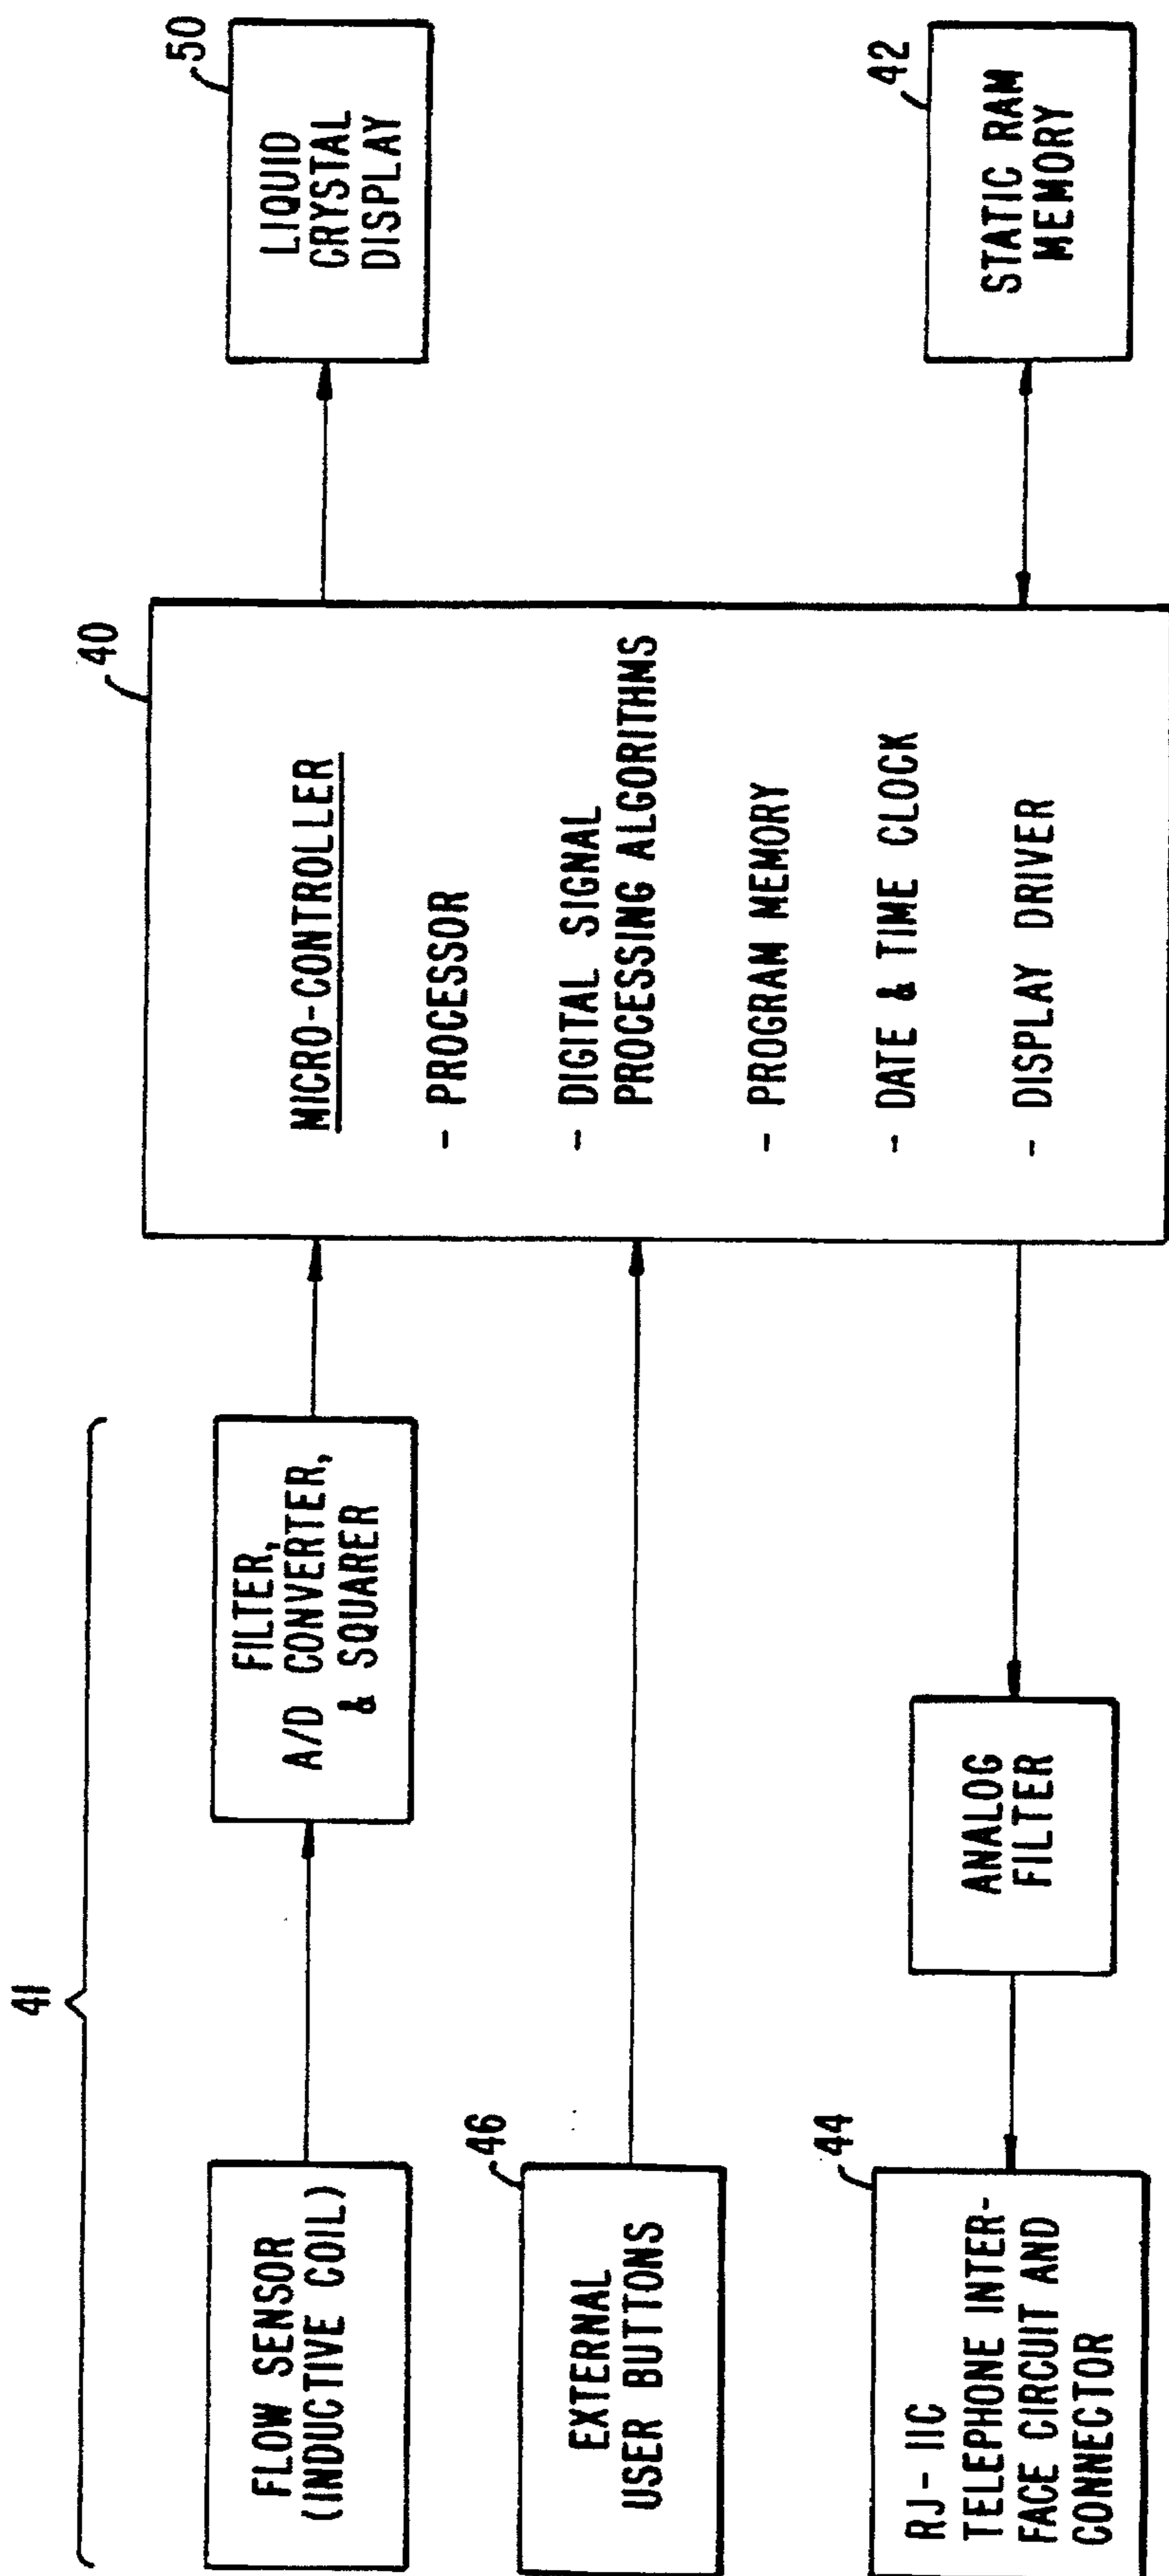 41
FLOW SENSOR
(INDUCTIVE COIL)
FILTER,
A/D CONVERTER,
& SQUARER
46
EXTERNAL
USER BUTTONS
44
RJ-11C
TELEPHONE INTER-
FACE CIRCUIT AND
CONNECTOR
ANALOG
FILTER
40
MICRO-CONTROLLER
- PROCESSOR
- DIGITAL SIGNAL
PROCESSING ALGORITHMS
- PROGRAM MEMORY
- DATE & TIME CLOCK
- DISPLAY DRIVER
50
LIQUID
CRYSTAL
DISPLAY
42
STATIC RAM
MEMORY